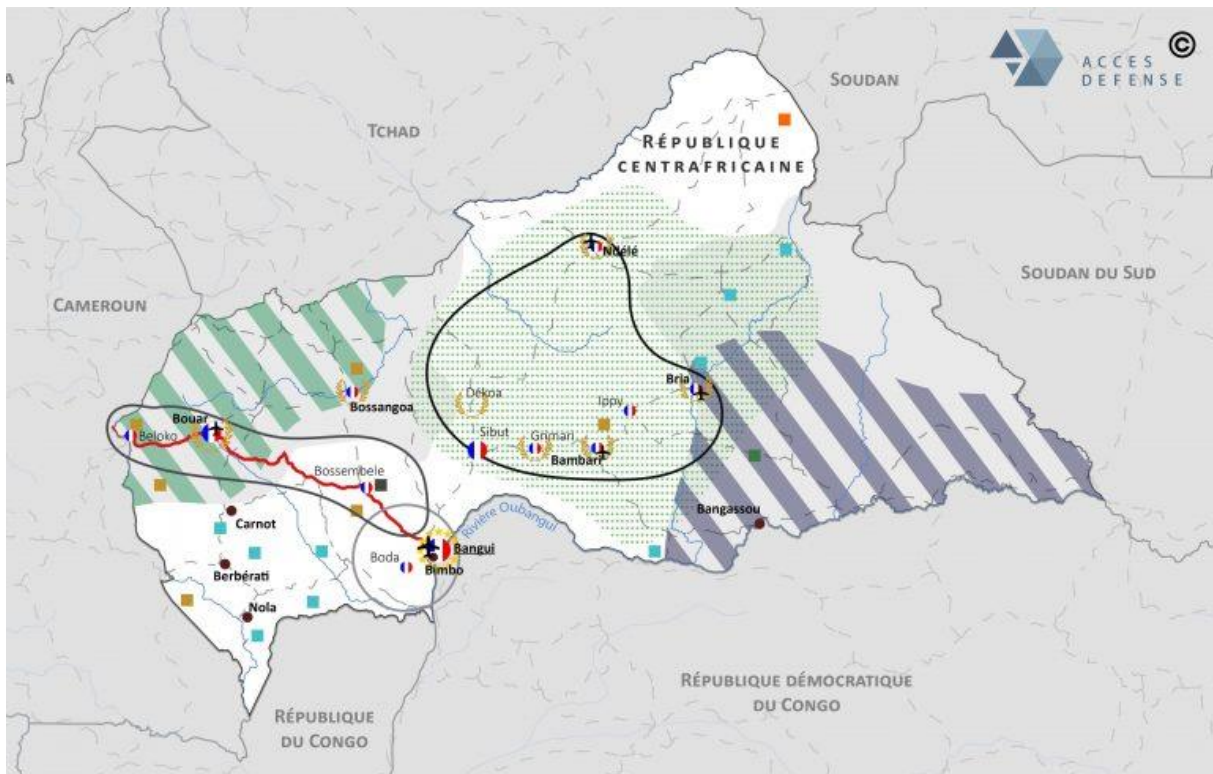 ©
ACCES
DEFENSE
SOUDAN
TCHAD
RÉPUBLIQUE
CENTRAFRICAINE
Ndélé
SOUDAN DU SUD
CAMEROUN
Bria
Dékoa
Ippy
Bossangoa
Bouar
Beloko
Sibut
Grimari
Bambari
Bossembele
Carnot
Bangassou
Rivière Oubangui
Boda
Bangui
Bimbo
Berbérati
Nola
RÉPUBLIQUE DÉMOCRATIQUE
DU CONGO
RÉPUBLIQUE
DU CONGO